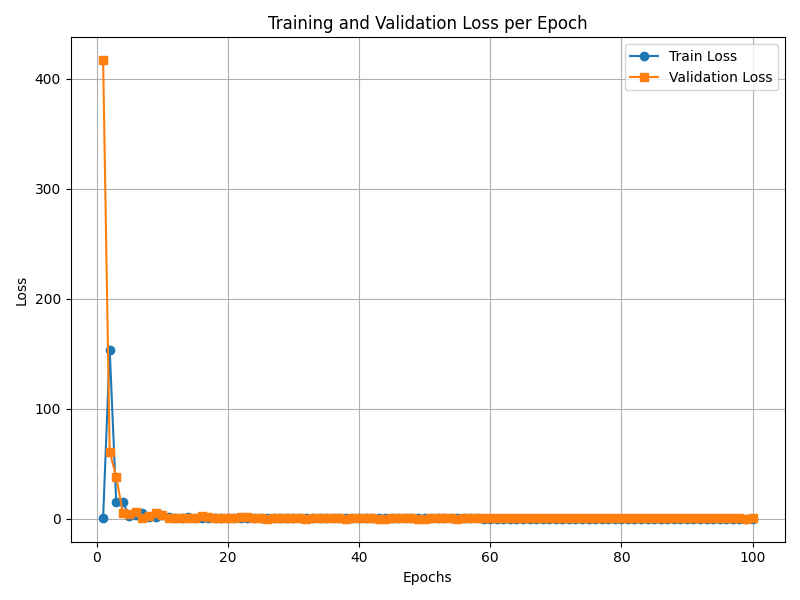 Training and Validation Loss per Epoch
Train Loss
Validation Loss
400
300
200
100
0
Loss
0 20 40 60 80 100
Epochs